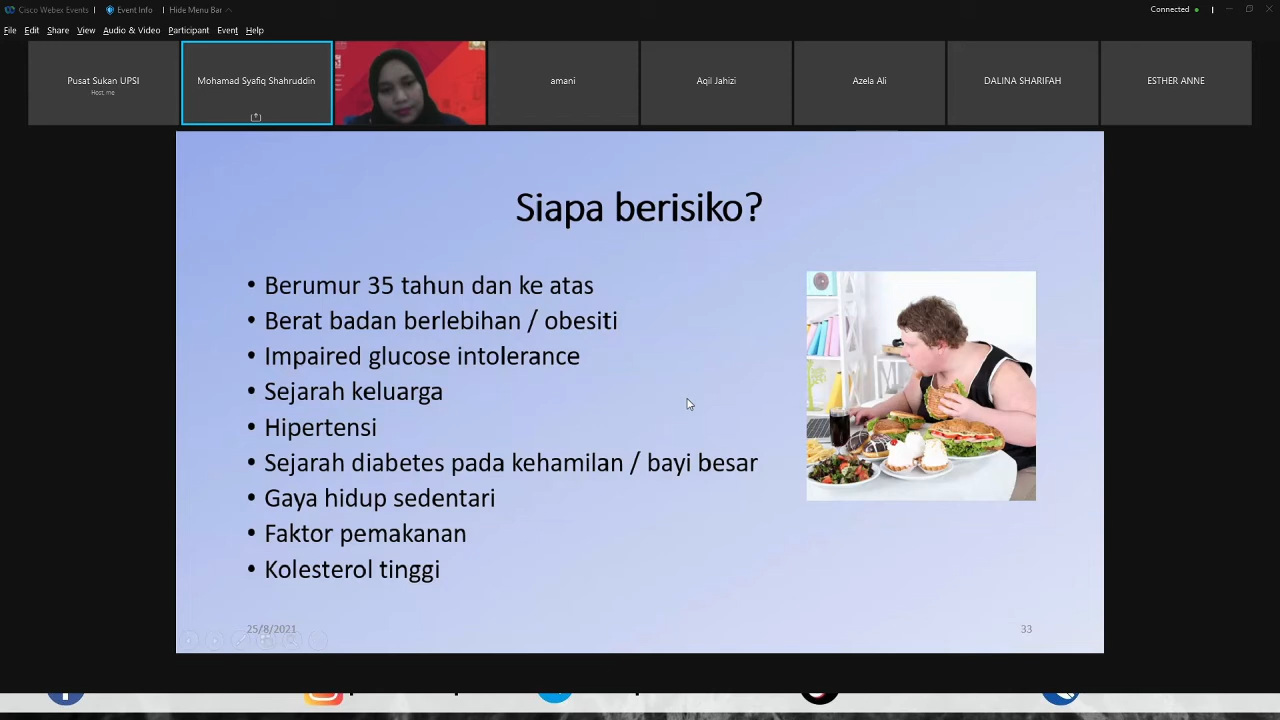 Cisco Webex Events
Event Info
Hide Menu Bar
Connected
File Edit Share View Audio & Video Participant Event Help
Pusat Sukan UPSI
Host, me
Mohamad Syafiq Shahruddin
amani
Aqil Jahizi
Azela Ali
DALINA SHARIFAH
ESTHER ANNE
Siapa berisiko?
• Berumur 35 tahun dan ke atas
• Berat badan berlebihan / obesiti
• Impaired glucose intolerance
• Sejarah keluarga
• Hipertensi
• Sejarah diabetes pada kehamilan / bayi besar
• Gaya hidup sedentari
• Faktor pemakanan
• Kolesterol tinggi
25/8/2021
33